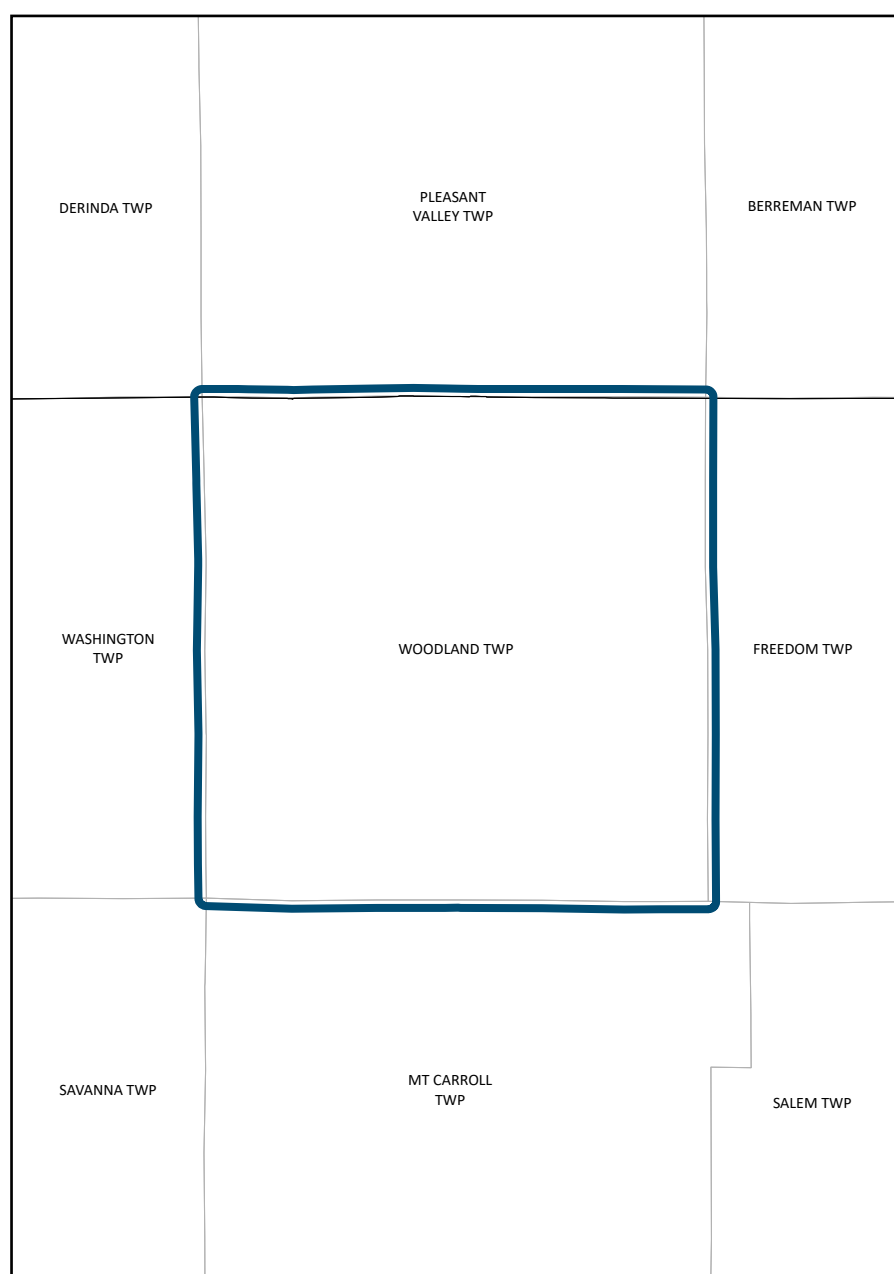 DERINDA TWP
PLEASANT
VALLEY TWP
BERREMAN TWP
WASHINGTON
TWP
WOODLAND TWP
FREEDOM TWP
SAVANNA TWP
MT CARROLL
TWP
SALEM TWP